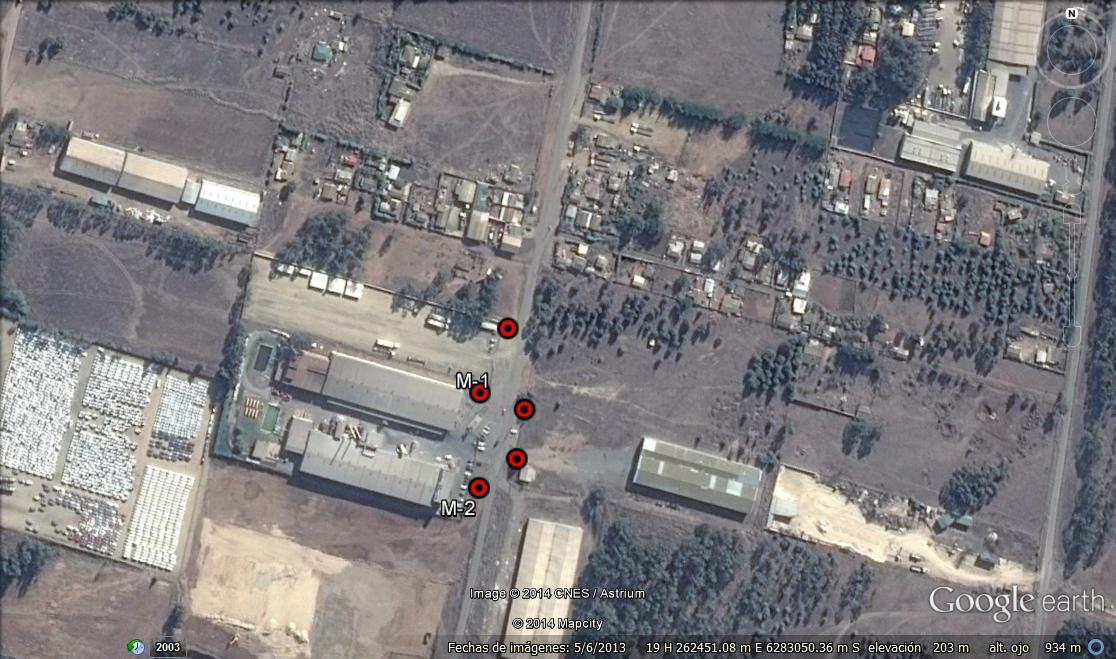 N
M-1
M-2
Image © 2014 CNES / Astrium
Google earth
© 2014 Mapcity
2003
Fechas de imágenes: 5/6/2013 19 H 262451.08 m E 6283050.36 m S elevación 203 m alt. ojo 934 m